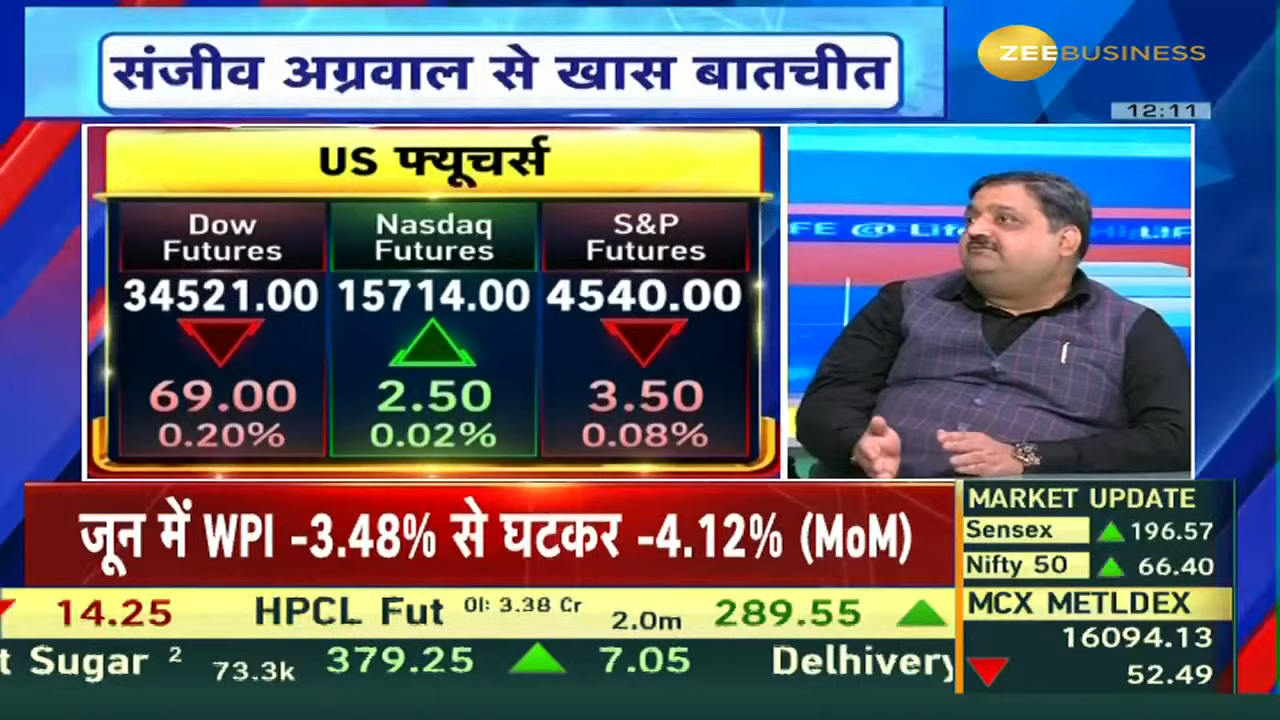 संजीव अग्रवाल से खास बातचीत
ZEEBUSINESS
12:11
US फ्यूचर्स
Dow Futures
34521.00
69.00
0.20%
Nasdaq Futures
15714.00
2.50
0.02%
S&P Futures
4540.00
3.50
0.08%
जून में WPI -3.48% से घटकर -4.12% (MoM)
MARKET UPDATE
Sensex 196.57
Nifty 50 66.40
MCX METLDEX
16094.13
52.49
14.25 HPCL Fut OI: 3.38 Cr 2.0m 289.55
t Sugar 2 73.3k 379.25 7.05 Delhivery